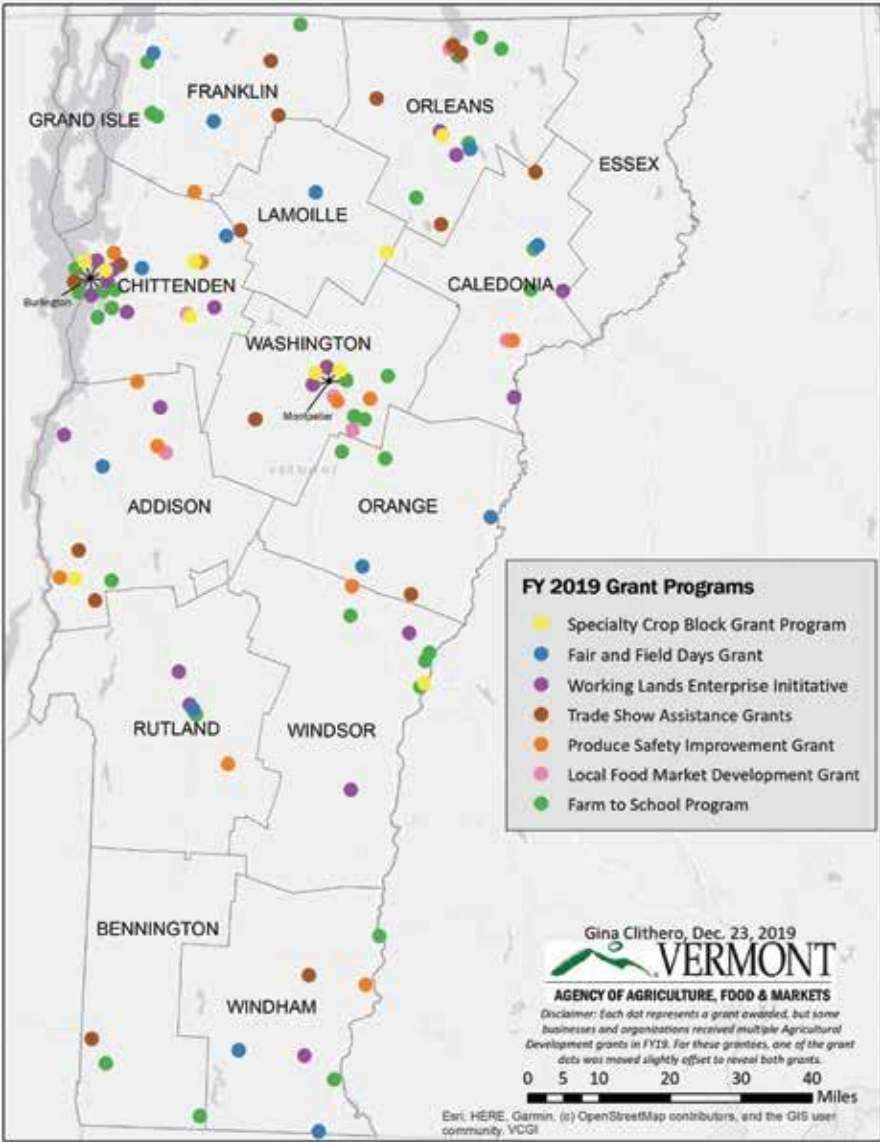 FRANKLIN
ORLEANS
GRAND ISLE
ESSEX
LAMOILLE
CHITTENDEN
CALEDONIA
Burlington
WASHINGTON
Montpelier
VERMONT
ADDISON
ORANGE
FY 2019 Grant Programs
Specialty Crop Block Grant Program
Fair and Field Days Grant
Working Lands Enterprise Inititative
Trade Show Assistance Grants
Produce Safety Improvement Grant
Local Food Market Development Grant
Farm to School Program
RUTLAND
WINDSOR
BENNINGTON
WINDHAM
Gina Clithero, Dec. 23, 2019
VERMONT
AGENCY OF AGRICULTURE, FOOD & MARKETS
Disclaimer: Each dot represents a grant awarded, but some
businesses and organizations received multiple Agricultural
Development grants in FY19. For these grantees, one of the grant
dots was moved slightly offset to reveal both grants.
0 5 10 20 30 40
Miles
Esri, HERE, Garmin, (c) OpenStreetMap contributors, and the GIS user
community, VCGI